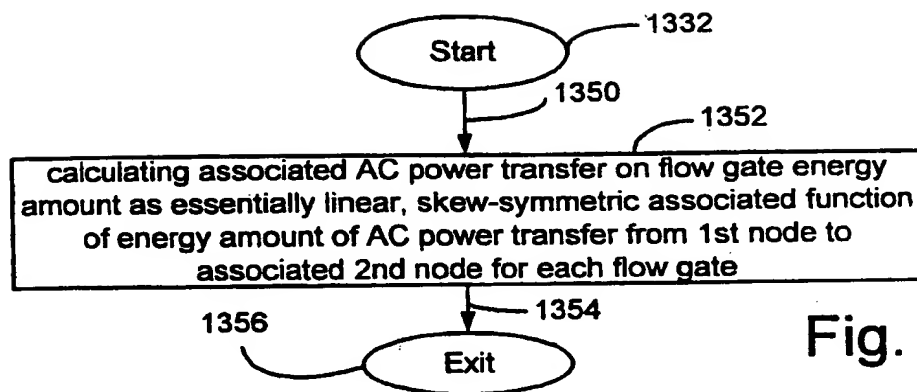 Start
1332
1350
1352
calculating associated AC power transfer on flow gate energy
amount as essentially linear, skew-symmetric associated function
of energy amount of AC power transfer from 1st node to
associated 2nd node for each flow gate
1354
1356
Exit
Fig.